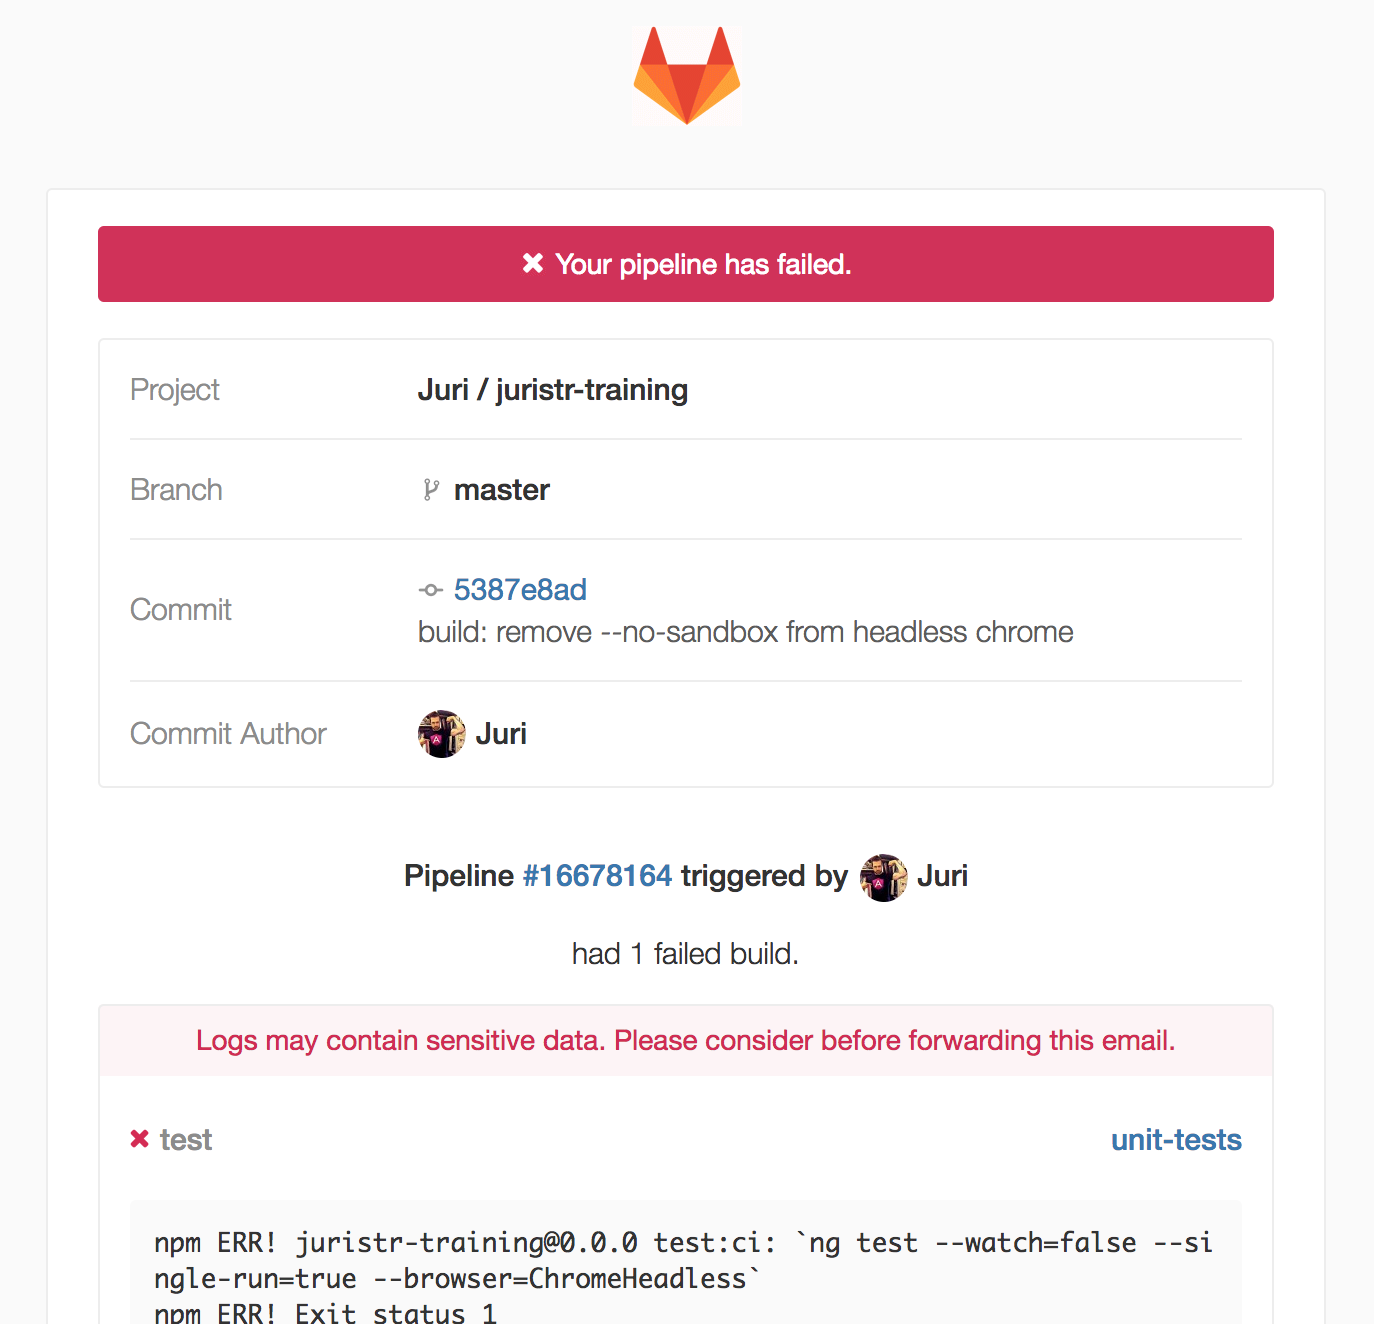 Your pipeline has failed.
Project Juri / juristr-training
Branch master
Commit 5387e8ad
build: remove --no-sandbox from headless chrome
Commit Author Juri
Pipeline #16678164 triggered by Juri
had 1 failed build.
Logs may contain sensitive data. Please consider before forwarding this email.
test unit-tests
npm ERR! juristr-training@0.0.0 test:ci: `ng test --watch=false --si
ngle-run=true --browser=ChromeHeadless`
npm ERR! Exit status 1